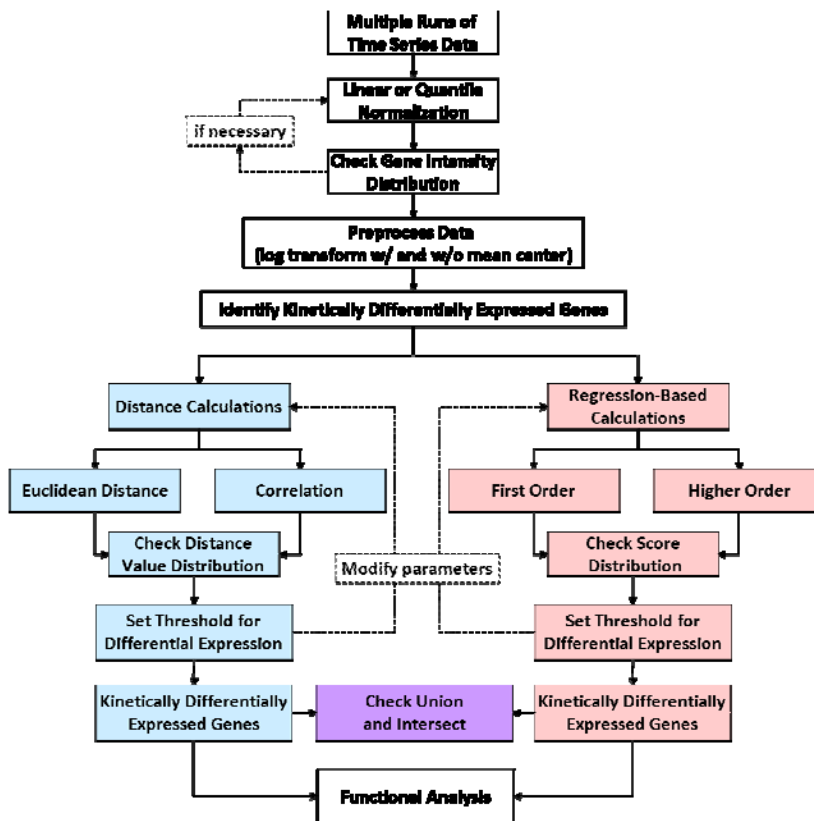 Multiple Runs of
Time Series Data
Linear or Quantile
Normalization
if necessary
Check Gene Intensity
Distribution
Preprocess Data
(log transform w/ and w/o mean center)
Identify Kinetically Differentially Expressed Genes
Distance Calculations
Regression-Based
Calculations
Euclidean Distance
Correlation
First Order
Higher Order
Check Distance
Value Distribution
Modify parameters
Check Score
Distribution
Set Threshold for
Differential Expression
Set Threshold for
Differential Expression
Kinetically Differentially
Expressed Genes
Check Union
and Intersect
Kinetically Differentially
Expressed Genes
Functional Analysis